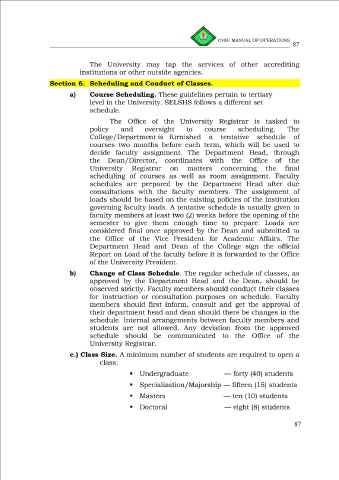 CvSU MANUAL OF OPERATIONS
87
The University may tap the services of other accrediting
institutions or other outside agencies.
Section 6. Scheduling and Conduct of Classes.
a) Course Scheduling. These guidelines pertain to tertiary
level in the University. SELSHS follows a different set
schedule.
The Office of the University Registrar is tasked to
policy and oversight to course scheduling. The
College/Department is furnished a tentative schedule of
courses two months before each term, which will be used to
decide faculty assignment. The Department Head, through
the Dean/Director, coordinates with the Office of the
University Registrar on matters concerning the final
scheduling of courses as well as room assignment. Faculty
schedules are prepared by the Department Head after due
consultations with the faculty members. The assignment of
loads should be based on the existing policies of the institution
governing faculty loads. A tentative schedule is usually given to
faculty members at least two (2) weeks before the opening of the
semester to give them enough time to prepare. Loads are
considered final once approved by the Dean and submitted to
the Office of the Vice President for Academic Affairs. The
Department Head and Dean of the College sign the official
Report on Load of the faculty before it is forwarded to the Office
of the University President.
b) Change of Class Schedule. The regular schedule of classes, as
approved by the Department Head and the Dean, should be
observed strictly. Faculty members should conduct their classes
for instruction or consultation purposes on schedule. Faculty
members should first inform, consult and get the approval of
their department head and dean should there be changes in the
schedule. Internal arrangements between faculty members and
students are not allowed. Any deviation from the approved
schedule should be communicated to the Office of the
University Registrar.
c.) Class Size. A minimum number of students are required to open a
class:
▪ Undergraduate — forty (40) students
▪ Specialization/Majorship — fifteen (15) students
▪ Masters — ten (10) students
▪ Doctoral — eight (8) students
87